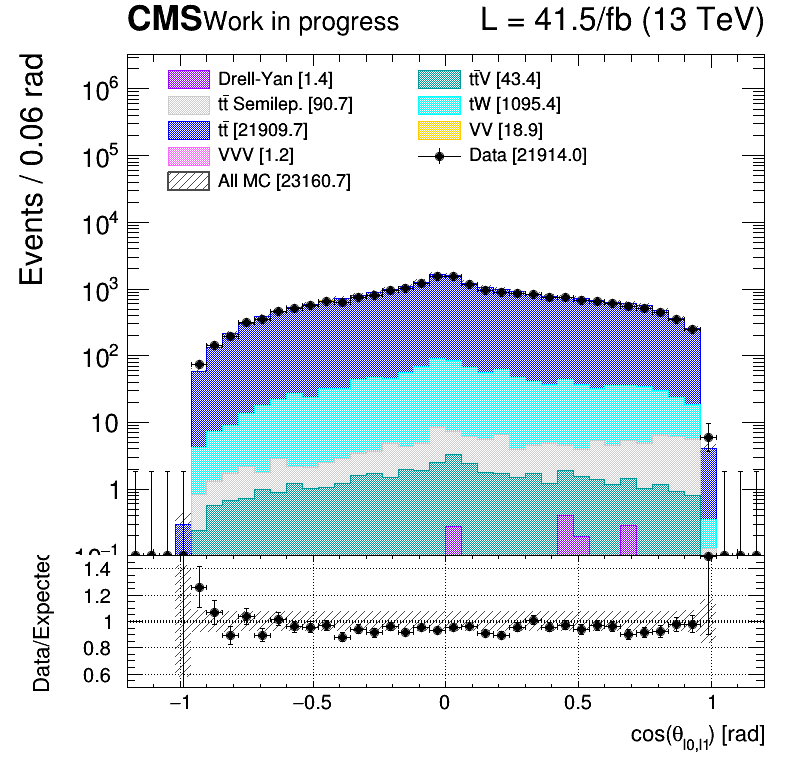 CMS Work in progress L = 41.5/fb (13 TeV)
Events / 0.06 rad
Drell-Yan [1.4]
tt̄ Semilep. [90.7]
tt̄ [21909.7]
VVV [1.2]
All MC [23160.7]
tt̄V [43.4]
tW [1095.4]
VV [18.9]
Data [21914.0]
10⁶
10⁵
10⁴
10³
10²
10
1
10⁻¹
Data/Expected
1.4
1.2
1
0.8
0.6
−1 −0.5 0 0.5 1
cos(θ_l0,l1) [rad]